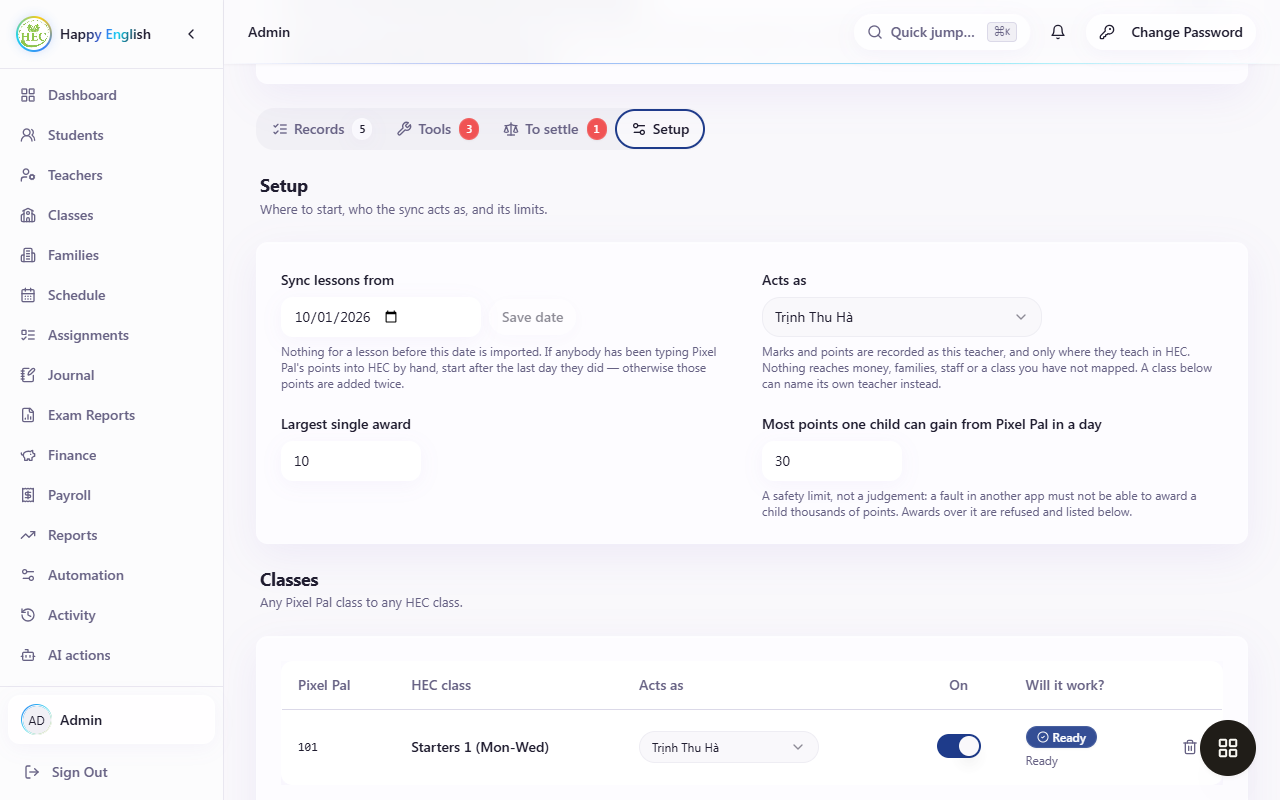 HEC
Happy English
Admin
Quick jump...
⌘K
Change Password
Dashboard
Students
Teachers
Classes
Families
Schedule
Assignments
Journal
Exam Reports
Finance
Payroll
Reports
Automation
Activity
AI actions
AD
Admin
Sign Out
Records 5
Tools 3
To settle 1
Setup
Setup
Where to start, who the sync acts as, and its limits.
Sync lessons from
10/01/2026
Save date
Nothing for a lesson before this date is imported. If anybody has been typing Pixel
Pal's points into HEC by hand, start after the last day they did — otherwise those
points are added twice.
Acts as
Trịnh Thu Hà
Marks and points are recorded as this teacher, and only where they teach in HEC.
Nothing reaches money, families, staff or a class you have not mapped. A class below
can name its own teacher instead.
Largest single award
10
Most points one child can gain from Pixel Pal in a day
30
A safety limit, not a judgement: a fault in another app must not be able to award a
child thousands of points. Awards over it are refused and listed below.
Classes
Any Pixel Pal class to any HEC class.
Pixel Pal
HEC class
Acts as
On
Will it work?
101
Starters 1 (Mon-Wed)
Trịnh Thu Hà
Ready
Ready